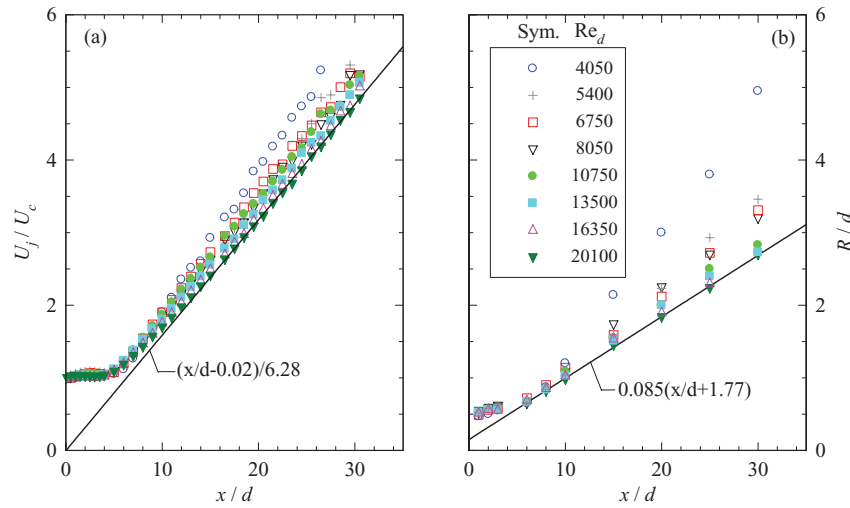 6
4
2
0
0
10
20
30
x / d
U_j / U_c
(a)
(x/d-0.02)/6.28
(b)
Sym. Re_d
4050
5400
6750
8050
10750
13500
16350
20100
0.085(x/d+1.77)
0
10
20
30
x / d
6
4
2
0
R / d